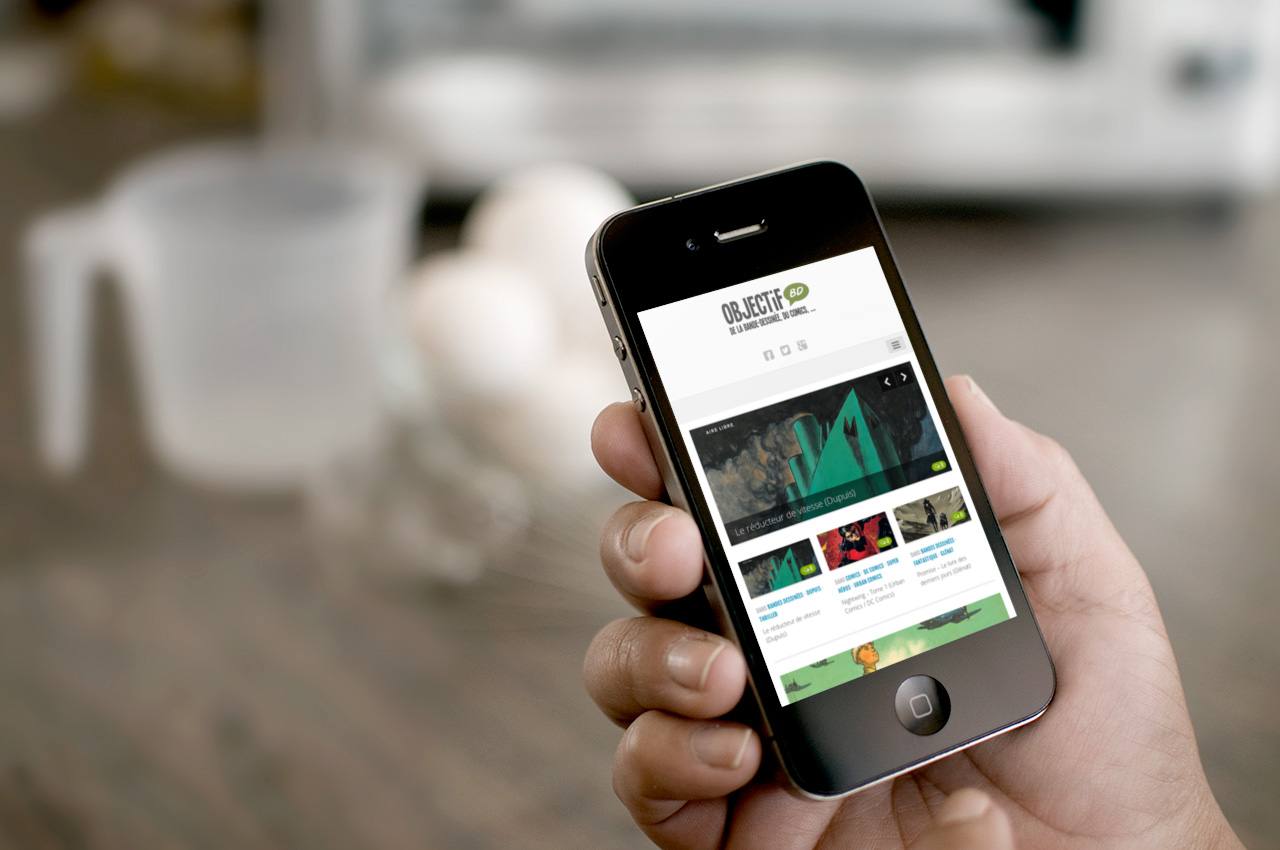 OBJECTiF BD
DE LA BANDE-DESSINÉE, DU COMICS, ...
AIRE LIBRE
Le réducteur de vitesse (Dupuis)
DANS BANDES DESSINÉES · DUPUIS ·
THRILLER
Le réducteur de vitesse
(Dupuis)
DANS COMICS · DC COMICS · SUPER
HÉROS · URBAN COMICS
Nightwing - Tome 1 (Urban
Comics / DC Comics)
DANS BANDES DESSINÉES ·
FANTASTIQUE · GLÉNAT
Promise – Le livre des
derniers jours (Glénat)